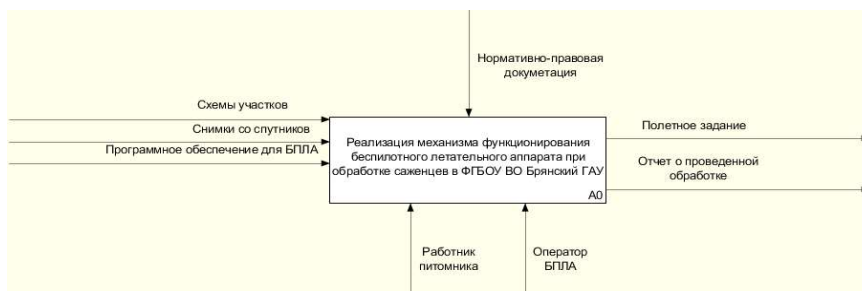 Нормативно-правовая
докуметация
Схемы участков
Снимки со спутников
Программное обеспечение для БПЛА
Реализация механизма функционирования
беспилотного летательного аппарата при
обработке саженцев в ФГБОУ ВО Брянский ГАУ
A0
Полетное задание
Отчет о проведенной
обработке
Работник
питомника
Оператор
БПЛА